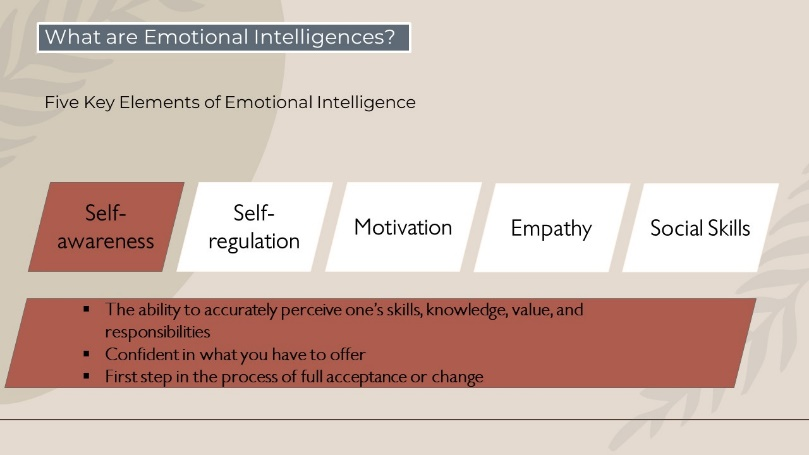 What are Emotional Intelligences?
Five Key Elements of Emotional Intelligence
Self-
awareness
Self-
regulation
Motivation
Empathy
Social Skills
▪ The ability to accurately perceive one's skills, knowledge, value, and
responsibilities
▪ Confident in what you have to offer
▪ First step in the process of full acceptance or change